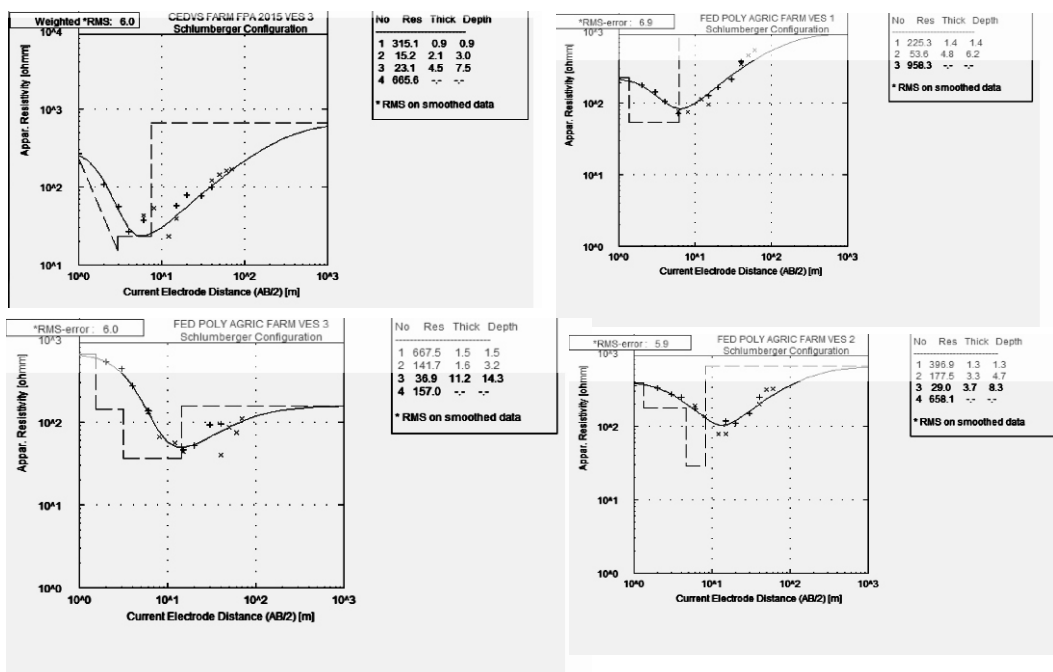 Weighted *RMS: 6.0
CEDVS FARM FPA 2015 VES 3
Schlumberger Configuration
10^4
10^3
10^2
10^1
Appar. Resistivity [ohmm]
10^0 10^1 10^2 10^3
Current Electrode Distance (AB/2) [m]
No Res Thick Depth
1 315.1 0.9 0.9
2 15.2 2.1 3.0
3 23.1 4.5 7.5
4 665.6 -.- -.-
* RMS on smoothed data
*RMS-error : 6.9
FED POLY AGRIC FARM VES 1
Schlumberger Configuration
10^3
10^2
10^1
10^0
Appar. Resistivity [ohmm]
10^0 10^1 10^2 10^3
Current Electrode Distance (AB/2) [m]
No Res Thick Depth
1 225.3 1.4 1.4
2 53.6 4.8 6.2
3 958.3 -.- -.-
* RMS on smoothed data
*RMS-error : 6.0
FED POLY AGRIC FARM VES 3
Schlumberger Configuration
10^3
10^2
10^1
10^0
Appar. Resistivity [ohmm]
10^0 10^1 10^2 10^3
Current Electrode Distance (AB/2) [m]
No Res Thick Depth
1 667.5 1.5 1.5
2 141.7 1.6 3.2
3 36.9 11.2 14.3
4 157.0 -.- -.-
* RMS on smoothed data
*RMS-error : 5.9
FED POLY AGRIC FARM VES 2
Schlumberger Configuration
10^3
10^2
10^1
10^0
Appar. Resistivity [ohmm]
10^0 10^1 10^2 10^3
Current Electrode Distance (AB/2) [m]
No Res Thick Depth
1 396.9 1.3 1.3
2 177.5 3.3 4.7
3 29.0 3.7 8.3
4 658.1 -.- -.-
* RMS on smoothed data